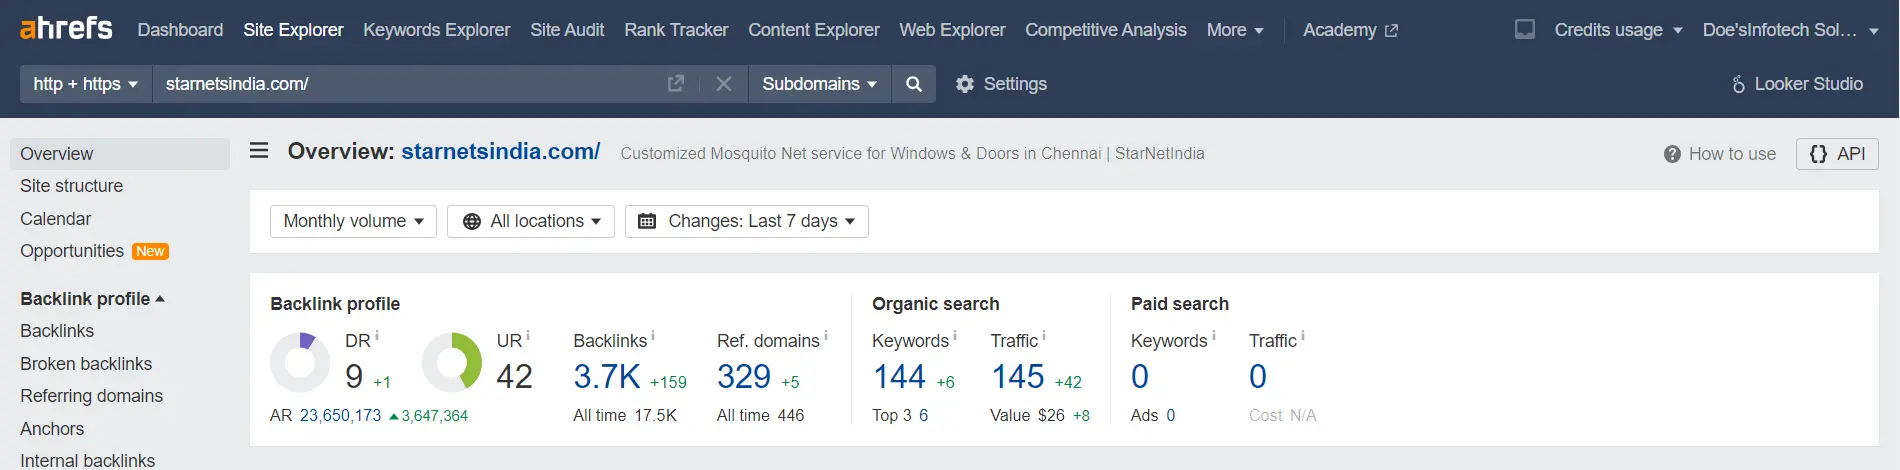 ahrefs Dashboard Site Explorer Keywords Explorer Site Audit Rank Tracker Content Explorer Web Explorer Competitive Analysis More Academy Credits usage Doe'sInfotech Sol...
http + https starnetsindia.com/ Subdomains Settings Looker Studio
Overview
Site structure
Calendar
Opportunities New
Backlink profile
Backlinks
Broken backlinks
Referring domains
Anchors
Internal backlinks
Overview: starnetsindia.com/ Customized Mosquito Net service for Windows & Doors in Chennai | StarNetIndia How to use API
Monthly volume All locations Changes: Last 7 days
Backlink profile
DR i UR i Backlinks i Ref. domains i
9 +1 42 3.7K +159 329 +5
AR 23,650,173 3,647,364 All time 17.5K All time 446
Organic search
Keywords i Traffic i
144 +6 145 +42
Top 3 6 Value $26 +8
Paid search
Keywords i Traffic i
0 0
Ads 0 Cost N/A